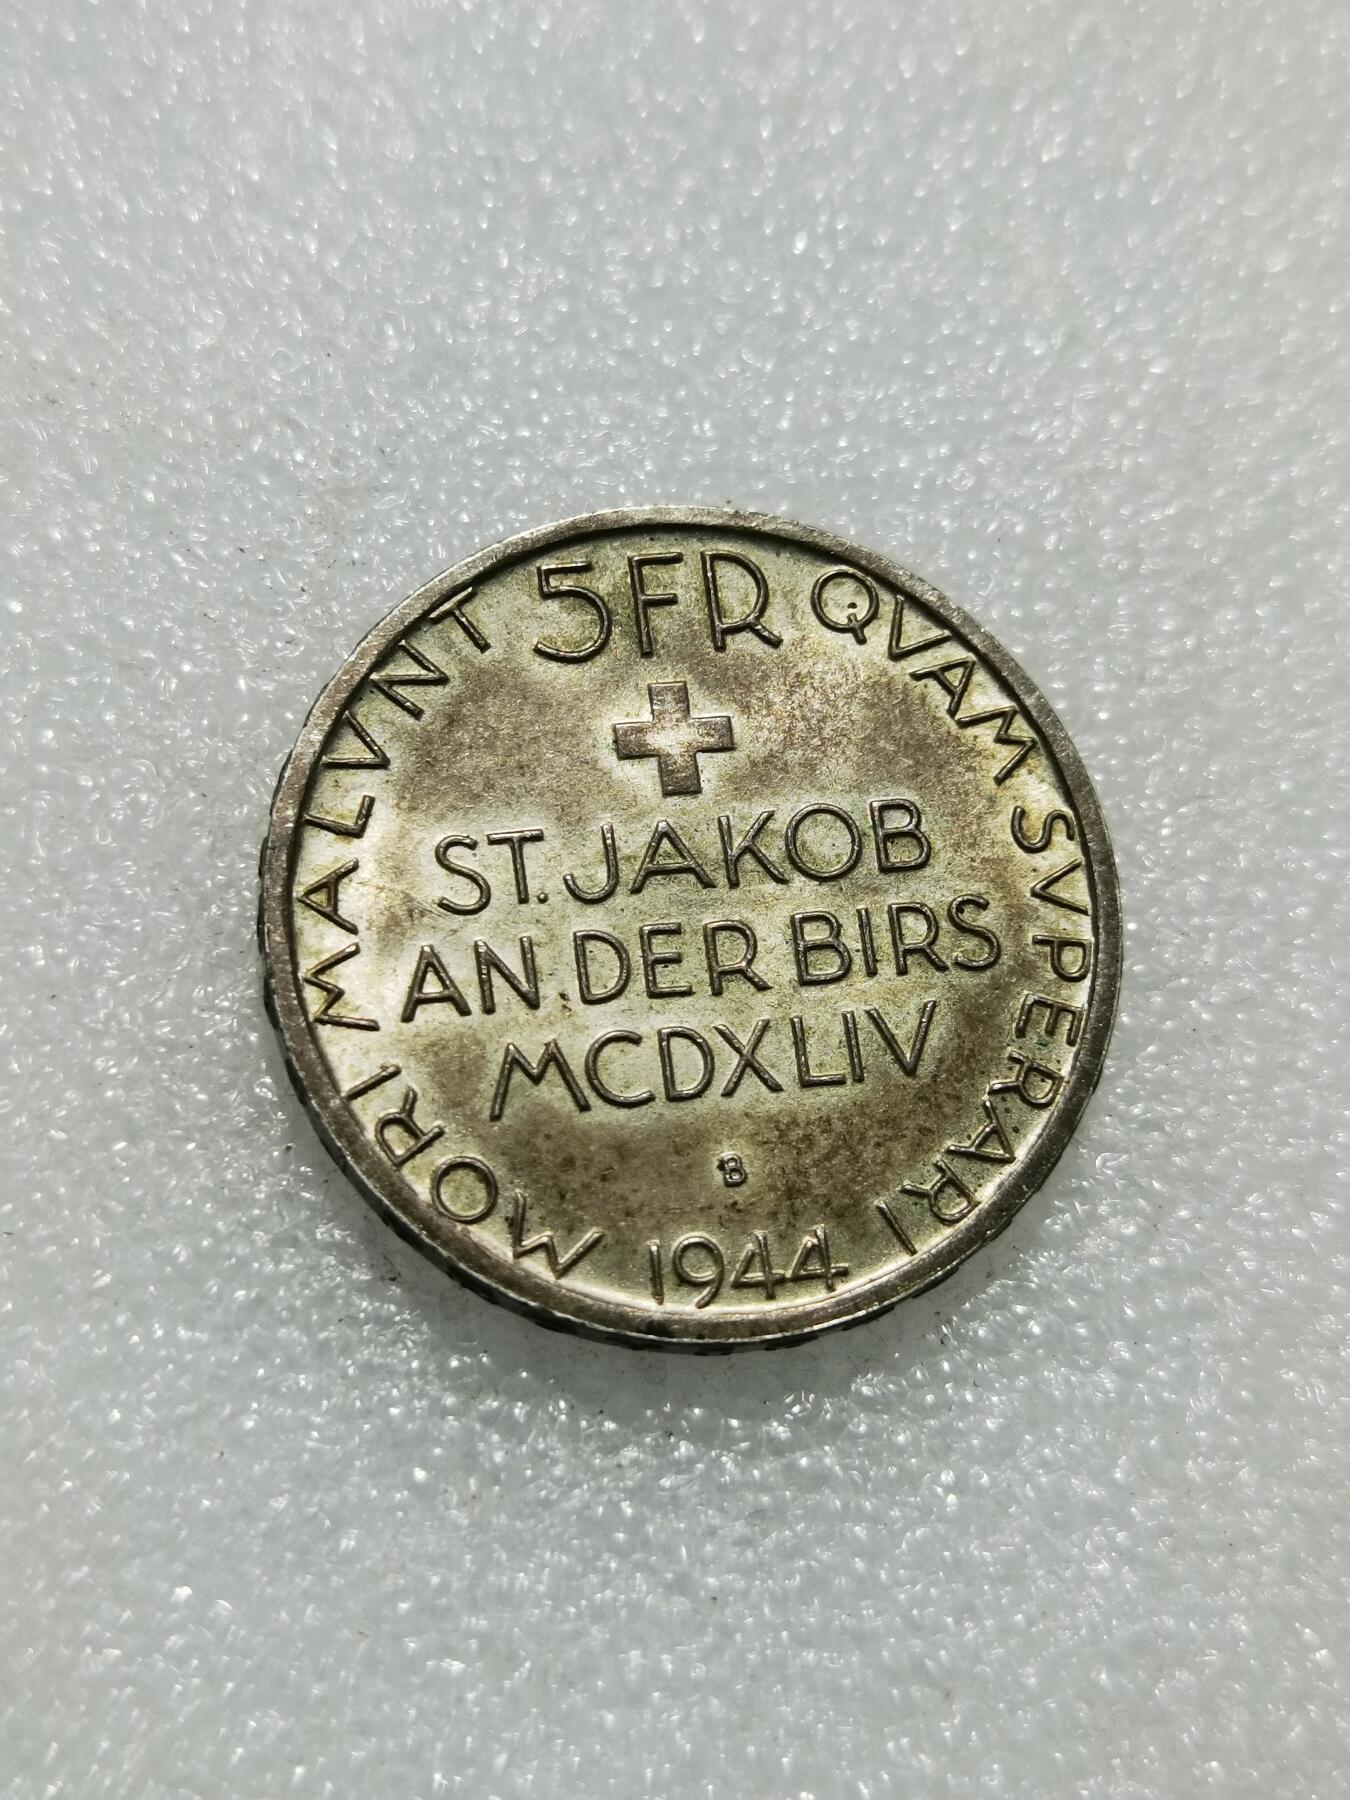 MORI MALVNT 5FR QVAM SVPERARI
ST. JAKOB
AN DER BIRS
MCDXLIV
B
1944